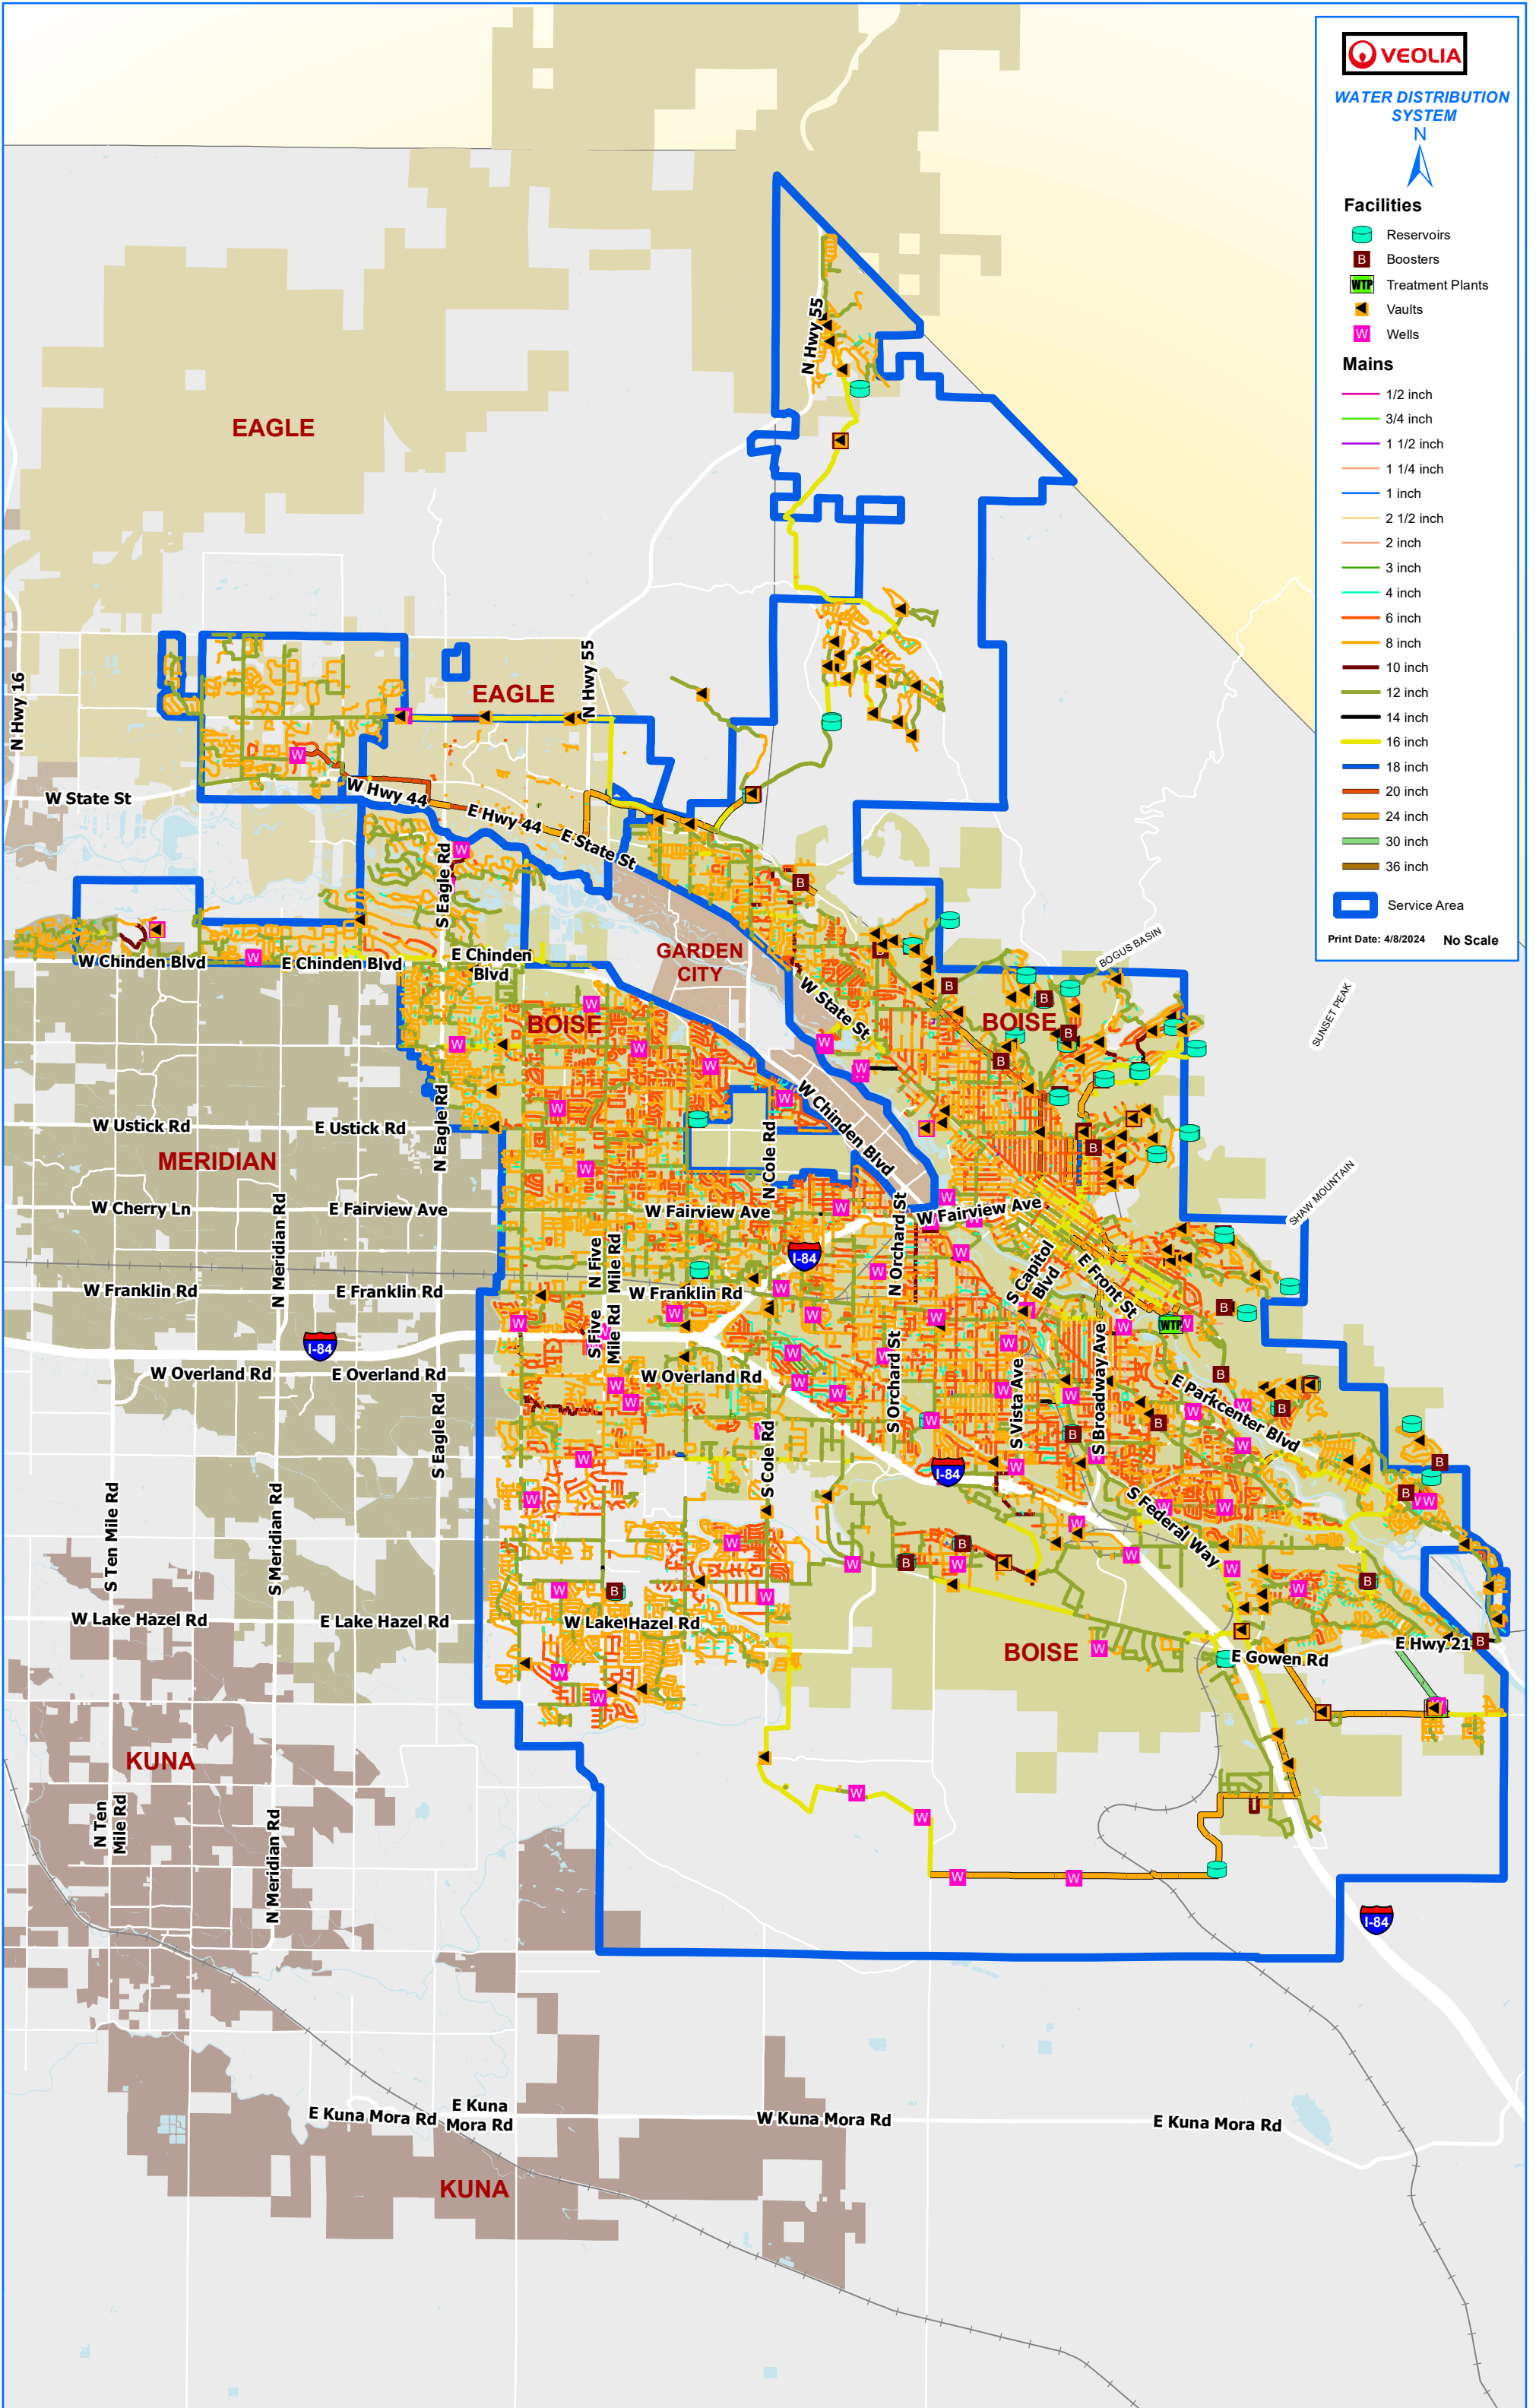 VEOLIA
WATER DISTRIBUTION
SYSTEM
N
Facilities
Reservoirs
B Boosters
WTP Treatment Plants
Vaults
W Wells
Mains
1/2 inch
3/4 inch
1 1/2 inch
1 1/4 inch
1 inch
2 1/2 inch
2 inch
3 inch
4 inch
6 inch
8 inch
10 inch
12 inch
14 inch
16 inch
18 inch
20 inch
24 inch
30 inch
36 inch
Service Area
Print Date: 4/8/2024 No Scale
N Hwy 55
EAGLE
N Hwy 16
EAGLE
N Hwy 55
W State St
W Hwy 44
E Hwy 44
E State St
S Eagle Rd
W Chinden Blvd
E Chinden Blvd
E Chinden
Blvd
GARDEN
CITY
W State St
BOGUS BASIN
SUNSET PEAK
BOISE
BOISE
W Ustick Rd
E Ustick Rd
N Eagle Rd
N Cole Rd
W Chinden Blvd
MERIDIAN
SHAW MOUNTAIN
W Cherry Ln
N Meridian Rd
E Fairview Ave
W Fairview Ave
N Orchard St
W Fairview Ave
I-84
N Five
Mile Rd
S Capitol
Blvd
E Front St
W Franklin Rd
E Franklin Rd
W Franklin Rd
WTP
I-84
S Five
Mile Rd
W Overland Rd
E Overland Rd
W Overland Rd
S Orchard St
S Vista Ave
S Broadway Ave
E Parkcenter Blvd
S Eagle Rd
S Cole Rd
I-84
S Ten Mile Rd
S Meridian Rd
S Federal Way
W Lake Hazel Rd
E Lake Hazel Rd
W Lake Hazel Rd
BOISE
E Gowen Rd
E Hwy 21
KUNA
N Ten
Mile Rd
N Meridian Rd
I-84
E Kuna Mora Rd
E Kuna
Mora Rd
W Kuna Mora Rd
E Kuna Mora Rd
KUNA